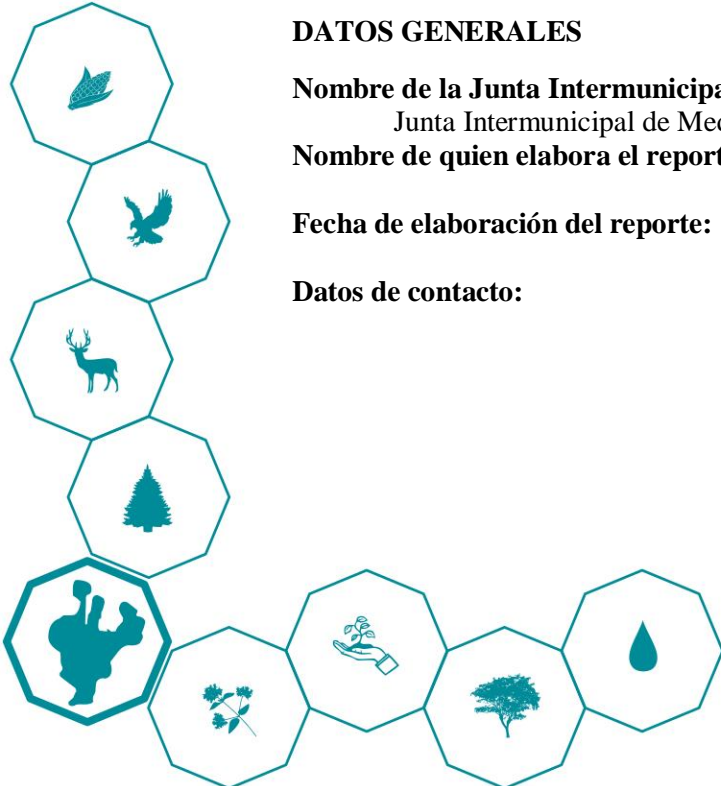 DATOS GENERALES
Nombre de la Junta Intermunicipa
Junta Intermunicipal de Me
Nombre de quien elabora el report
Fecha de elaboración del reporte:
Datos de contacto: